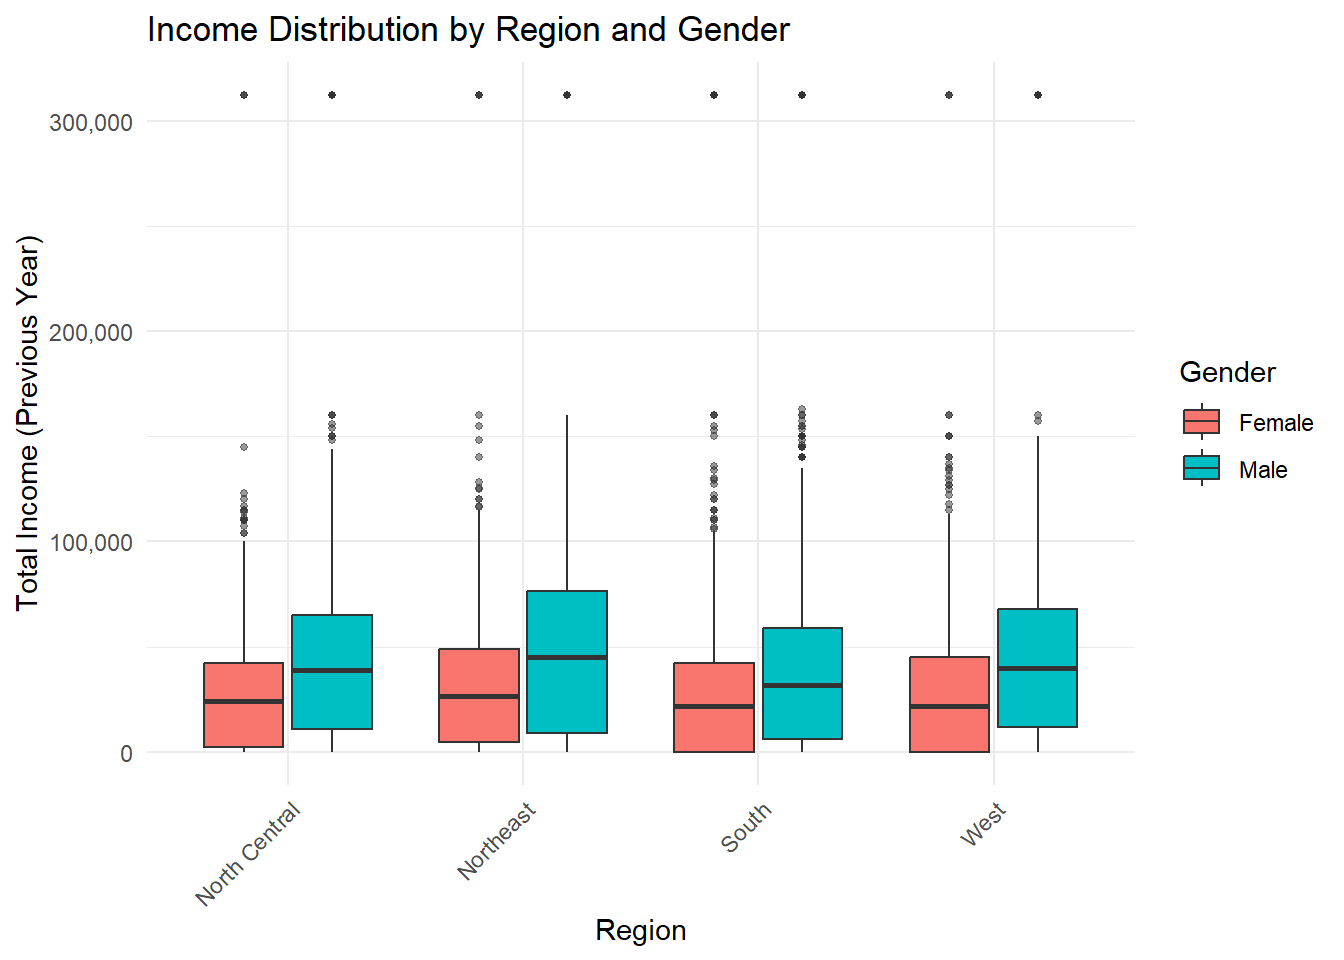 Income Distribution by Region and Gender
Total Income (Previous Year)
300,000
200,000
100,000
0
North Central
Northeast
South
West
Region
Gender
Female
Male